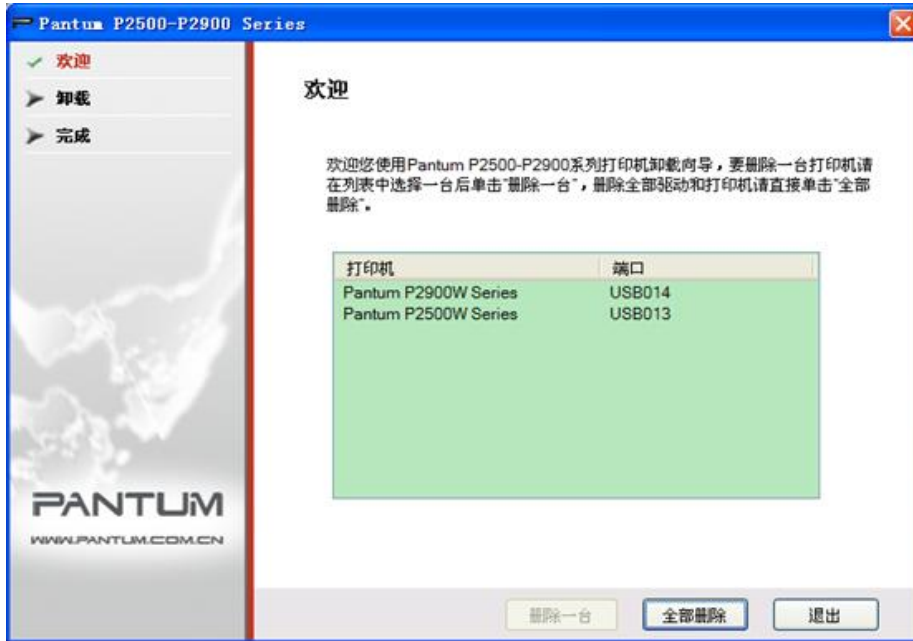 Pantum P2500-P2900 Series
欢迎
卸载
完成
欢迎
欢迎您使用Pantum P2500-P2900系列打印机卸载向导，要删除一台打印机请
在列表中选择一台后单击"删除一台"，删除全部驱动和打印机请直接单击"全部
删除"。
打印机 端口
Pantum P2900W Series USB014
Pantum P2500W Series USB013
PANTUM
WWW.PANTUM.COM.CN
删除一台 全部删除 退出